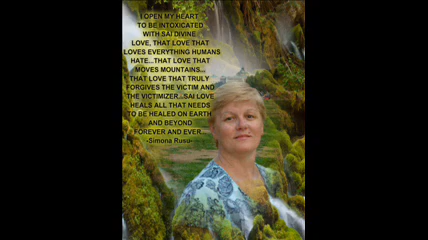 I OPEN MY HEART
TO BE INTOXICATED
WITH SAI DIVINE
LOVE, THAT LOVE THAT
LOVES EVERYTHING HUMANS
HATE...THAT LOVE THAT
MOVES MOUNTAINS...
THAT LOVE THAT TRULY
FORGIVES THE VICTIM AND
THE VICTIMIZER...SAI LOVE
HEALS ALL THAT NEEDS
TO BE HEALED ON EARTH
AND BEYOND
FOREVER AND EVER...
-Simona Rusu-